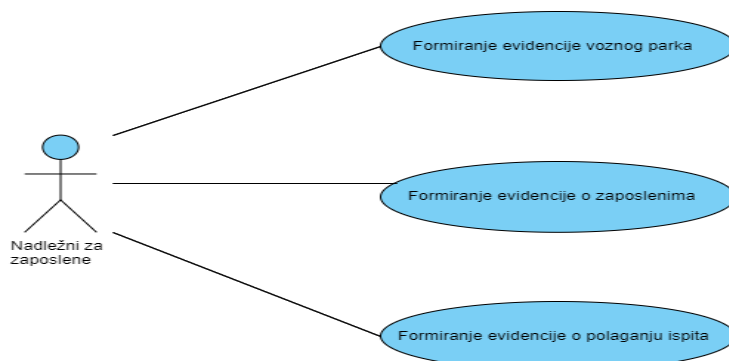 Formiranje evidencije voznog parka
Formiranje evidencije o zaposlenima
Nadležni za
zaposlene
Formiranje evidencije o polaganju ispita